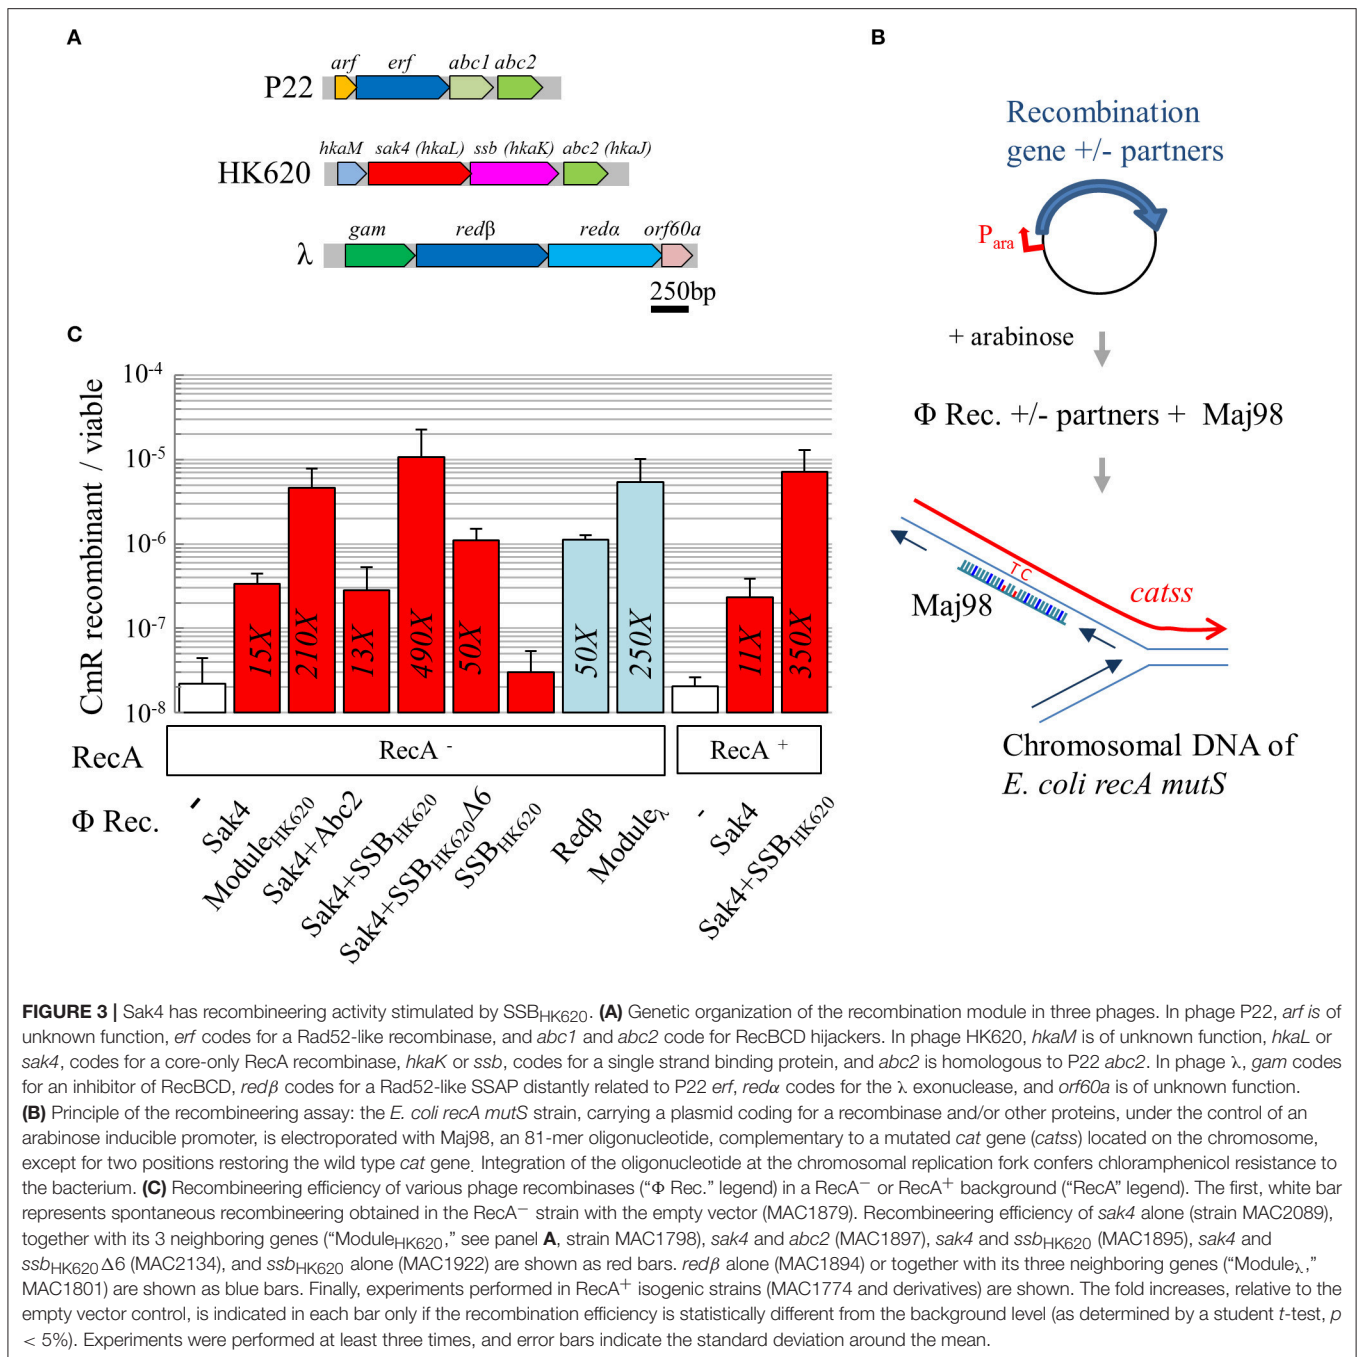 A
arf erf abc1 abc2
P22
hkaM sak4 (hkaL) ssb (hkaK) abc2 (hkaJ)
HK620
gam redβ redα orf60a
λ
250bp
B
Recombination
gene +/- partners
Para
+ arabinose
Φ Rec. +/- partners + Maj98
T C
Maj98
catss
Chromosomal DNA of
E. coli recA mutS
C
CmR recombinant / viable
10-4
10-5
10-6
10-7
10-8
15X
210X
13X
490X
50X
50X
250X
11X
350X
RecA
RecA -
RecA +
Φ Rec.
-
Sak4
ModuleHK620
Sak4+Abc2
Sak4+SSBHK620
Sak4+SSBHK620Δ6
SSBHK620
Redβ
Moduleλ
-
Sak4
Sak4+SSBHK620
FIGURE 3 | Sak4 has recombineering activity stimulated by SSBHK620. (A) Genetic organization of the recombination module in three phages. In phage P22, arf is of
unknown function, erf codes for a Rad52-like recombinase, and abc1 and abc2 code for RecBCD hijackers. In phage HK620, hkaM is of unknown function, hkaL or
sak4, codes for a core-only RecA recombinase, hkaK or ssb, codes for a single strand binding protein, and abc2 is homologous to P22 abc2. In phage λ, gam codes
for an inhibitor of RecBCD, redβ codes for a Rad52-like SSAP distantly related to P22 erf, redα codes for the λ exonuclease, and orf60a is of unknown function.
(B) Principle of the recombineering assay: the E. coli recA mutS strain, carrying a plasmid coding for a recombinase and/or other proteins, under the control of an
arabinose inducible promoter, is electroporated with Maj98, an 81-mer oligonucleotide, complementary to a mutated cat gene (catss) located on the chromosome,
except for two positions restoring the wild type cat gene. Integration of the oligonucleotide at the chromosomal replication fork confers chloramphenicol resistance to
the bacterium. (C) Recombineering efficiency of various phage recombinases ("Φ Rec." legend) in a RecA− or RecA+ background ("RecA" legend). The first, white bar
represents spontaneous recombineering obtained in the RecA− strain with the empty vector (MAC1879). Recombineering efficiency of sak4 alone (strain MAC2089),
together with its 3 neighboring genes ("ModuleHK620," see panel A, strain MAC1798), sak4 and abc2 (MAC1897), sak4 and ssbHK620 (MAC1895), sak4 and
ssbHK620Δ6 (MAC2134), and ssbHK620 alone (MAC1922) are shown as red bars. redβ alone (MAC1894) or together with its three neighboring genes ("Moduleλ,"
MAC1801) are shown as blue bars. Finally, experiments performed in RecA+ isogenic strains (MAC1774 and derivatives) are shown. The fold increases, relative to the
empty vector control, is indicated in each bar only if the recombination efficiency is statistically different from the background level (as determined by a student t-test, p
< 5%). Experiments were performed at least three times, and error bars indicate the standard deviation around the mean.